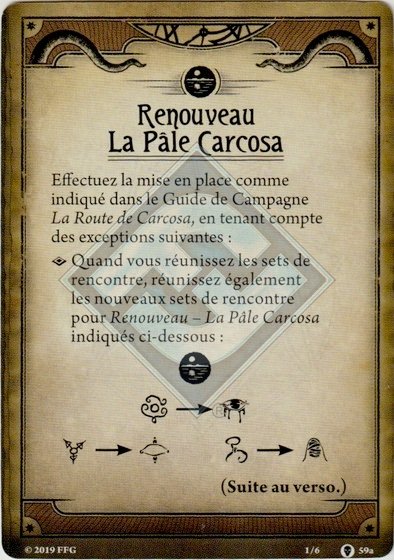 Renouveau
La Pâle Carcosa
Effectuez la mise en place comme
indiqué dans le Guide de Campagne
La Route de Carcosa, en tenant compte
des exceptions suivantes :
Quand vous réunissez les sets de
rencontre, réunissez également
les nouveaux sets de rencontre
pour Renouveau – La Pâle Carcosa
indiqués ci-dessous :
(Suite au verso.)
© 2019 FFG 1/6 59a